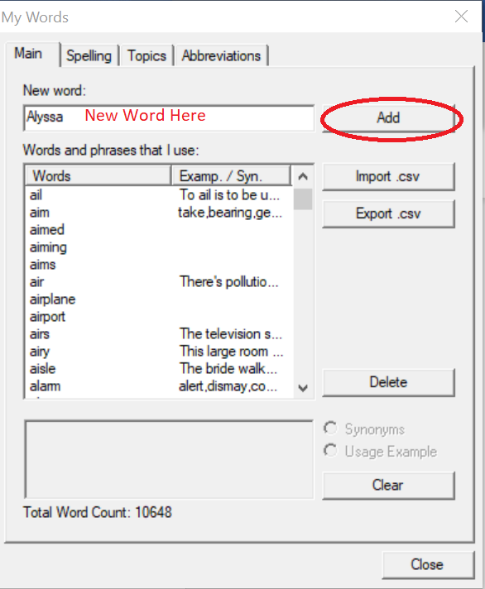 My Words
Main Spelling Topics Abbreviations
New word:
Alyssa New Word Here Add
Words and phrases that I use:
Words Examp. / Syn. Import .csv
ail To ail is to be u...
aim take,bearing,ge... Export .csv
aimed
aiming
aims
air There's pollutio...
airplane
airport
airs The television s...
airy This large room ...
aisle The bride walk...
alarm alert,dismay,co... Delete
Synonyms
Usage Example
Clear
Total Word Count: 10648
Close